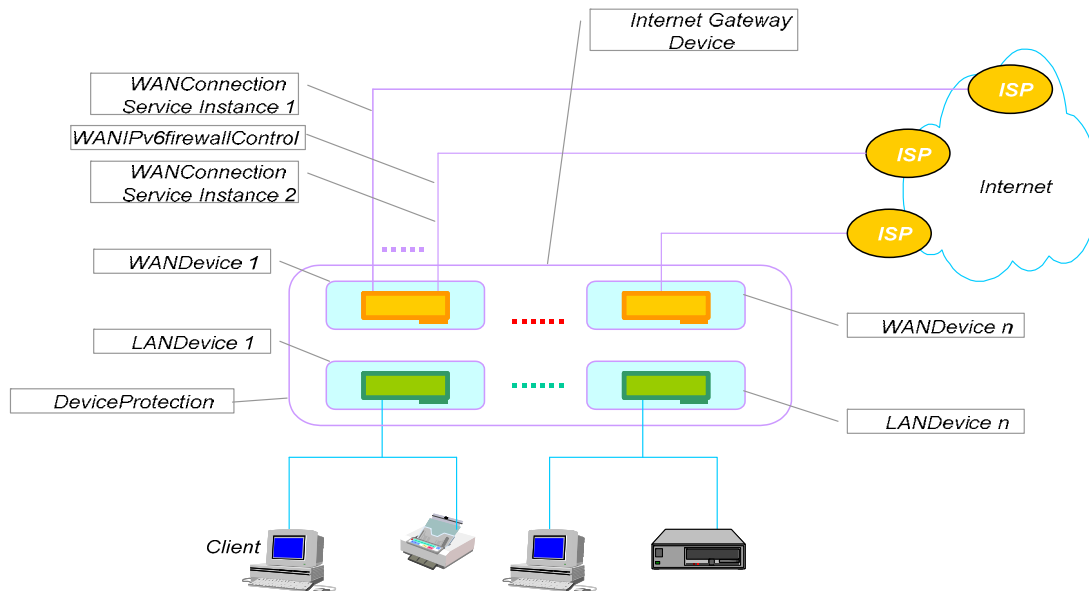 Internet Gateway
Device
WANConnection
Service Instance 1
WANIPv6firewallControl
WANConnection
Service Instance 2
ISP
ISP
ISP
Internet
WANDevice 1
LANDevice 1
DeviceProtection
WANDevice n
LANDevice n
Client